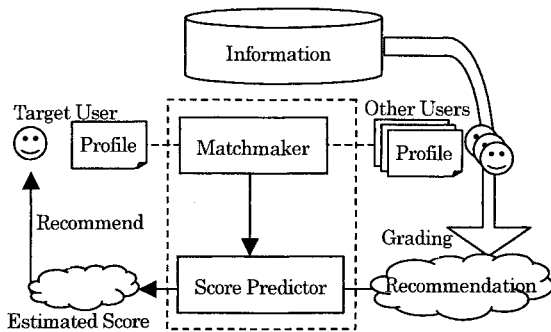 Information
Target User
Other Users
Profile
Matchmaker
Profile
Recommend
Grading
Score Predictor
Recommendation
Estimated Score